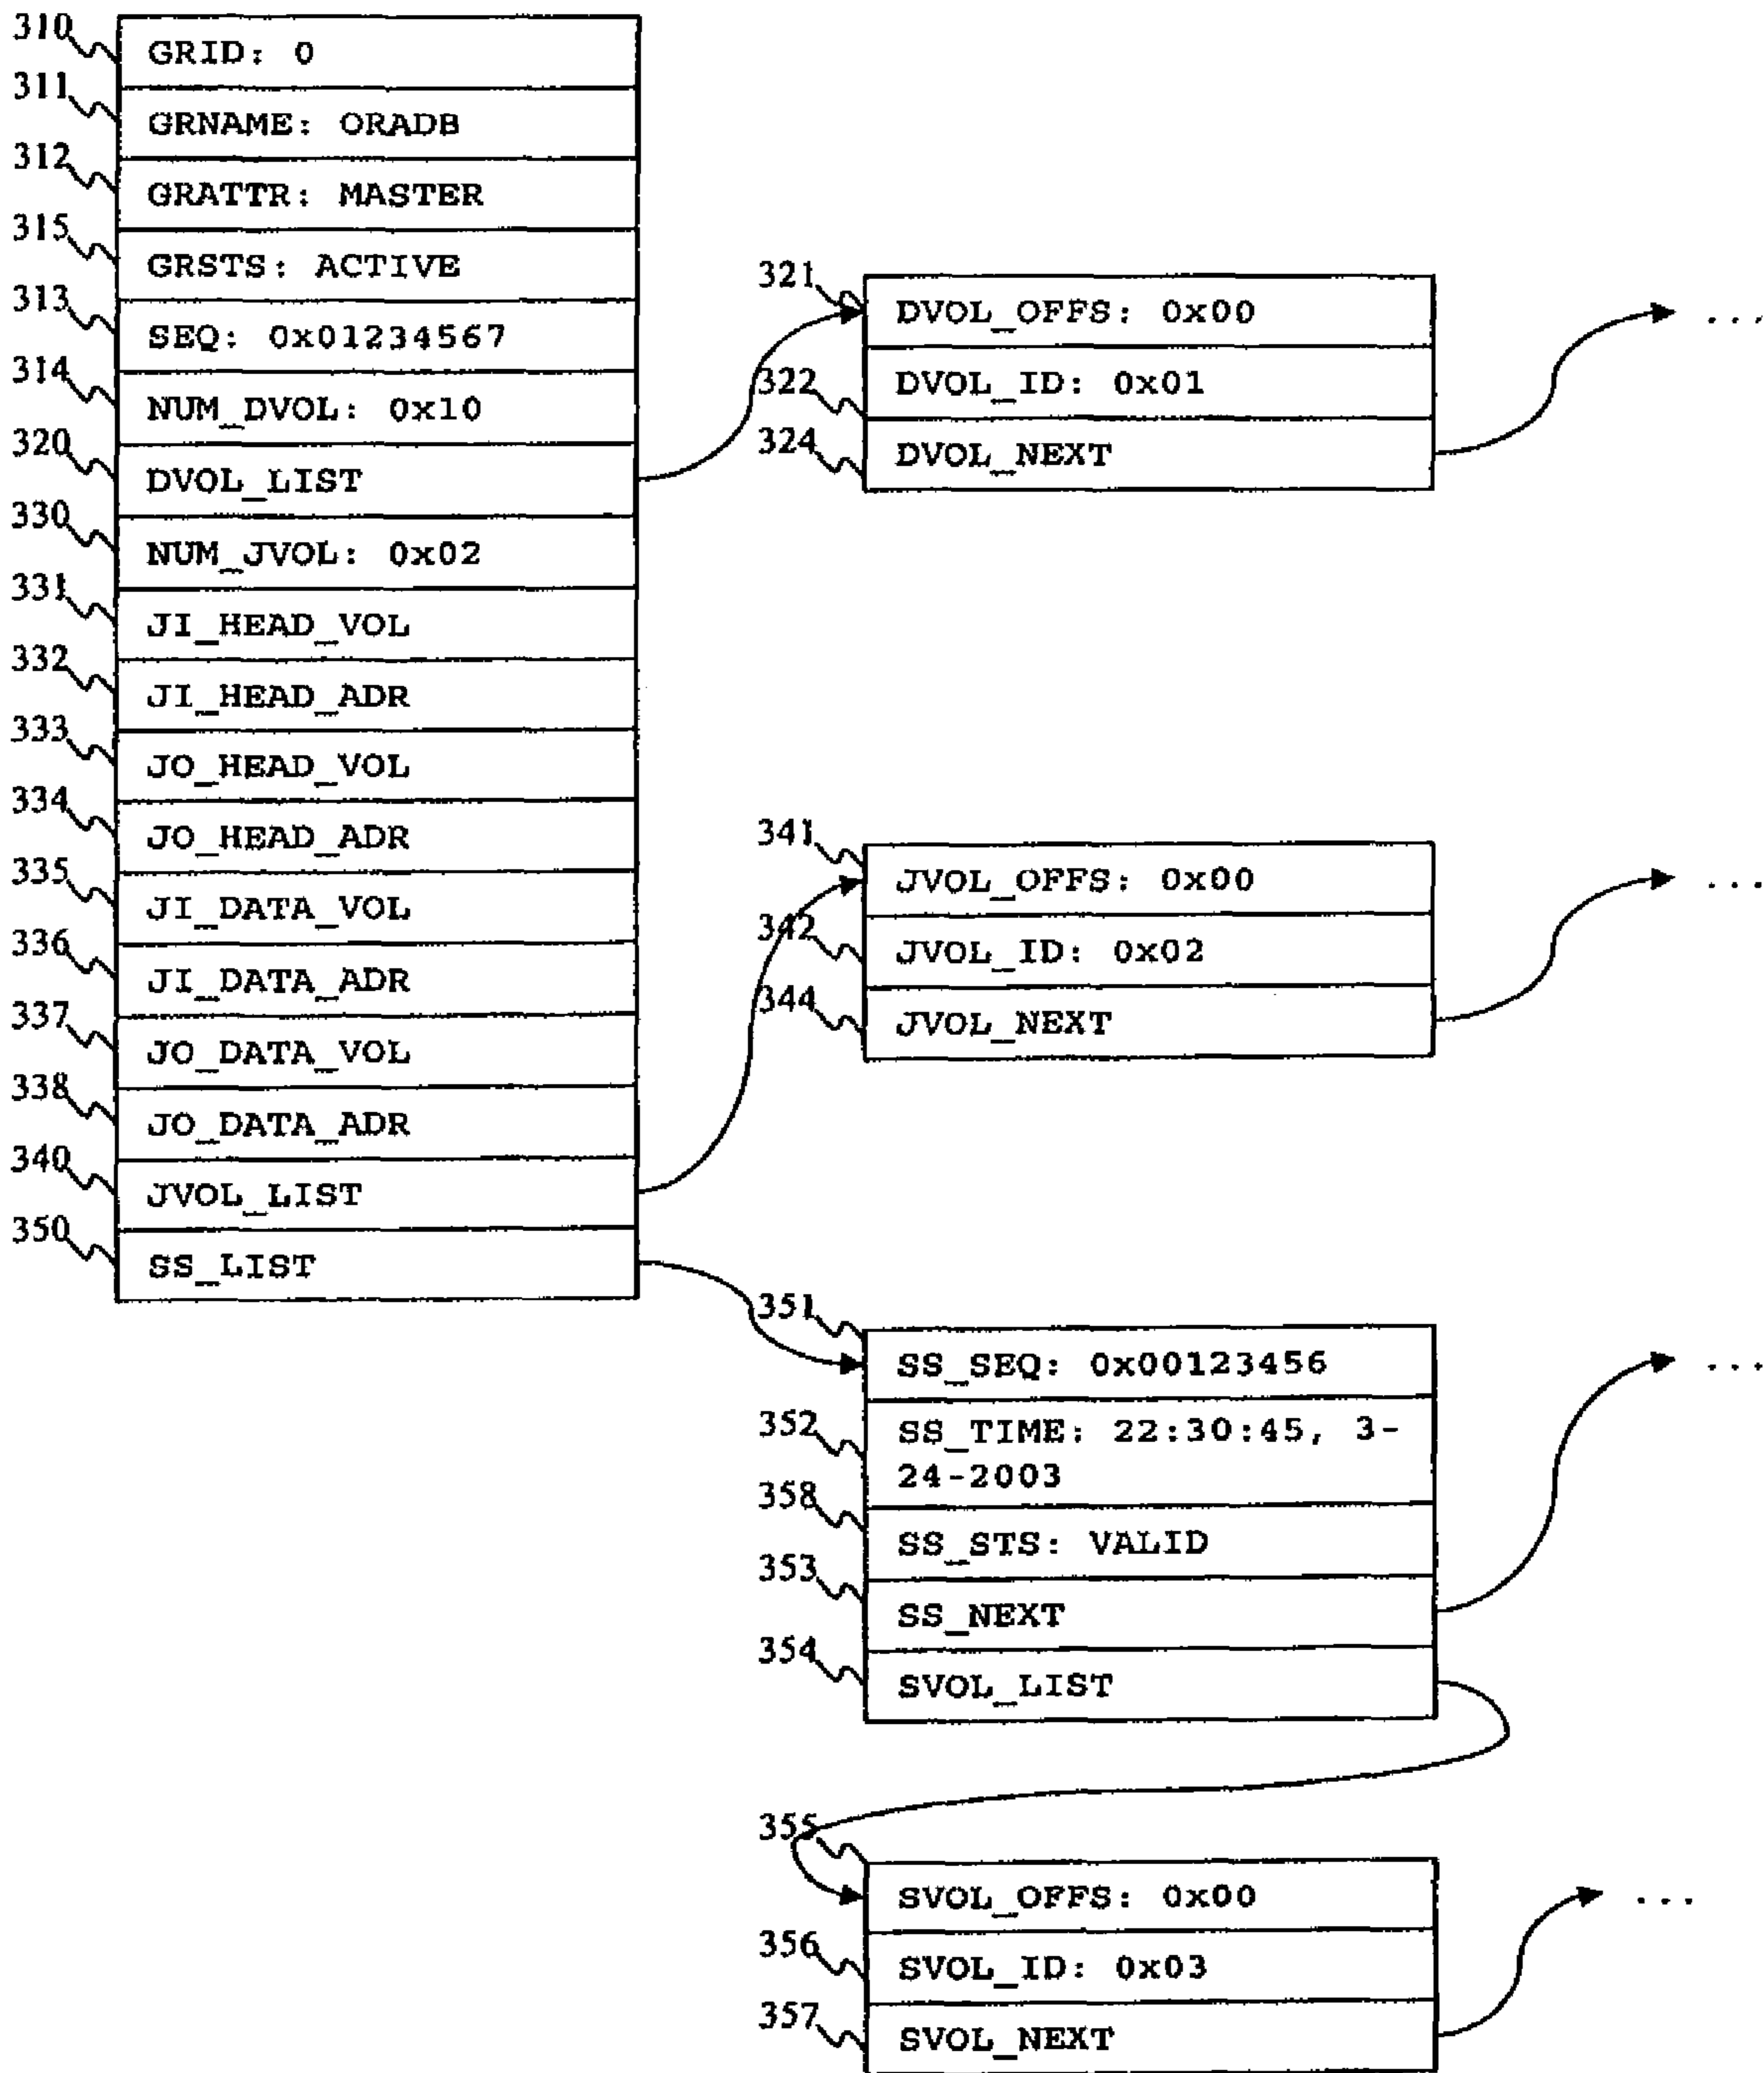 310
GRID: 0
311
GRNAME: ORADB
312
GRATTR: MASTER
315
GRSTS: ACTIVE
313
SEQ: 0x01234567
314
NUM_DVOL: 0x10
320
DVOL_LIST
330
NUM_JVOL: 0x02
331
JI_HEAD_VOL
332
JI_HEAD_ADR
333
JO_HEAD_VOL
334
JO_HEAD_ADR
335
JI_DATA_VOL
336
JI_DATA_ADR
337
JO_DATA_VOL
338
JO_DATA_ADR
340
JVOL_LIST
350
SS_LIST
321
DVOL_OFFS: 0x00
...
322
DVOL_ID: 0x01
324
DVOL_NEXT
341
JVOL_OFFS: 0x00
...
342
JVOL_ID: 0x02
344
JVOL_NEXT
351
SS_SEQ: 0x00123456
...
352
SS_TIME: 22:30:45, 3-
24-2003
358
SS_STS: VALID
353
SS_NEXT
354
SVOL_LIST
355
SVOL_OFFS: 0x00
...
356
SVOL_ID: 0x03
357
SVOL_NEXT